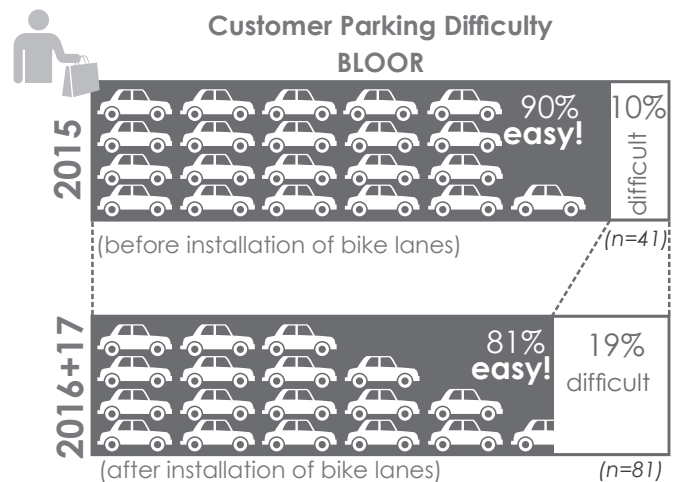 Customer Parking Difficulty
BLOOR
2015
90%
easy!
10%
difficult
(before installation of bike lanes)
(n=41)
2016+17
81%
easy!
19%
difficult
(after installation of bike lanes)
(n=81)